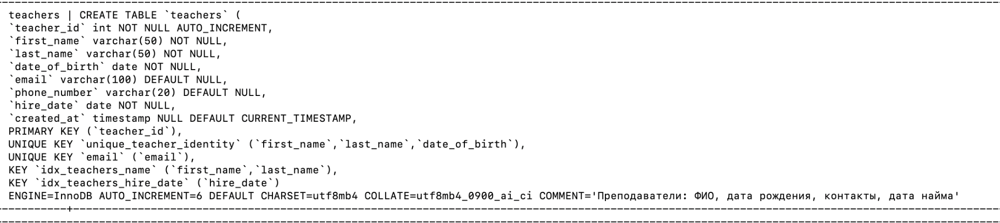 teachers | CREATE TABLE `teachers` (
`teacher_id` int NOT NULL AUTO_INCREMENT,
`first_name` varchar(50) NOT NULL,
`last_name` varchar(50) NOT NULL,
`date_of_birth` date NOT NULL,
`email` varchar(100) DEFAULT NULL,
`phone_number` varchar(20) DEFAULT NULL,
`hire_date` date NOT NULL,
`created_at` timestamp NULL DEFAULT CURRENT_TIMESTAMP,
PRIMARY KEY (`teacher_id`),
UNIQUE KEY `unique_teacher_identity` (`first_name`,`last_name`,`date_of_birth`),
UNIQUE KEY `email` (`email`),
KEY `idx_teachers_name` (`first_name`,`last_name`),
KEY `idx_teachers_hire_date` (`hire_date`)
ENGINE=InnoDB AUTO_INCREMENT=6 DEFAULT CHARSET=utf8mb4 COLLATE=utf8mb4_0900_ai_ci COMMENT='Преподаватели: ФИО, дата рождения, контакты, дата найма'